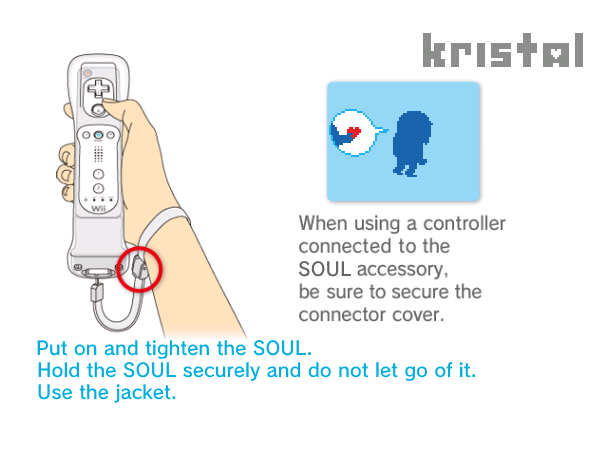 kristal
When using a controller
connected to the
SOUL accessory,
be sure to secure the
connector cover.
Wii
Put on and tighten the SOUL.
Hold the SOUL securely and do not let go of it.
Use the jacket.